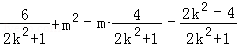 6/(2k²+1) + m² − m·4/(2k²+1) − (2k²−4)/(2k²+1)